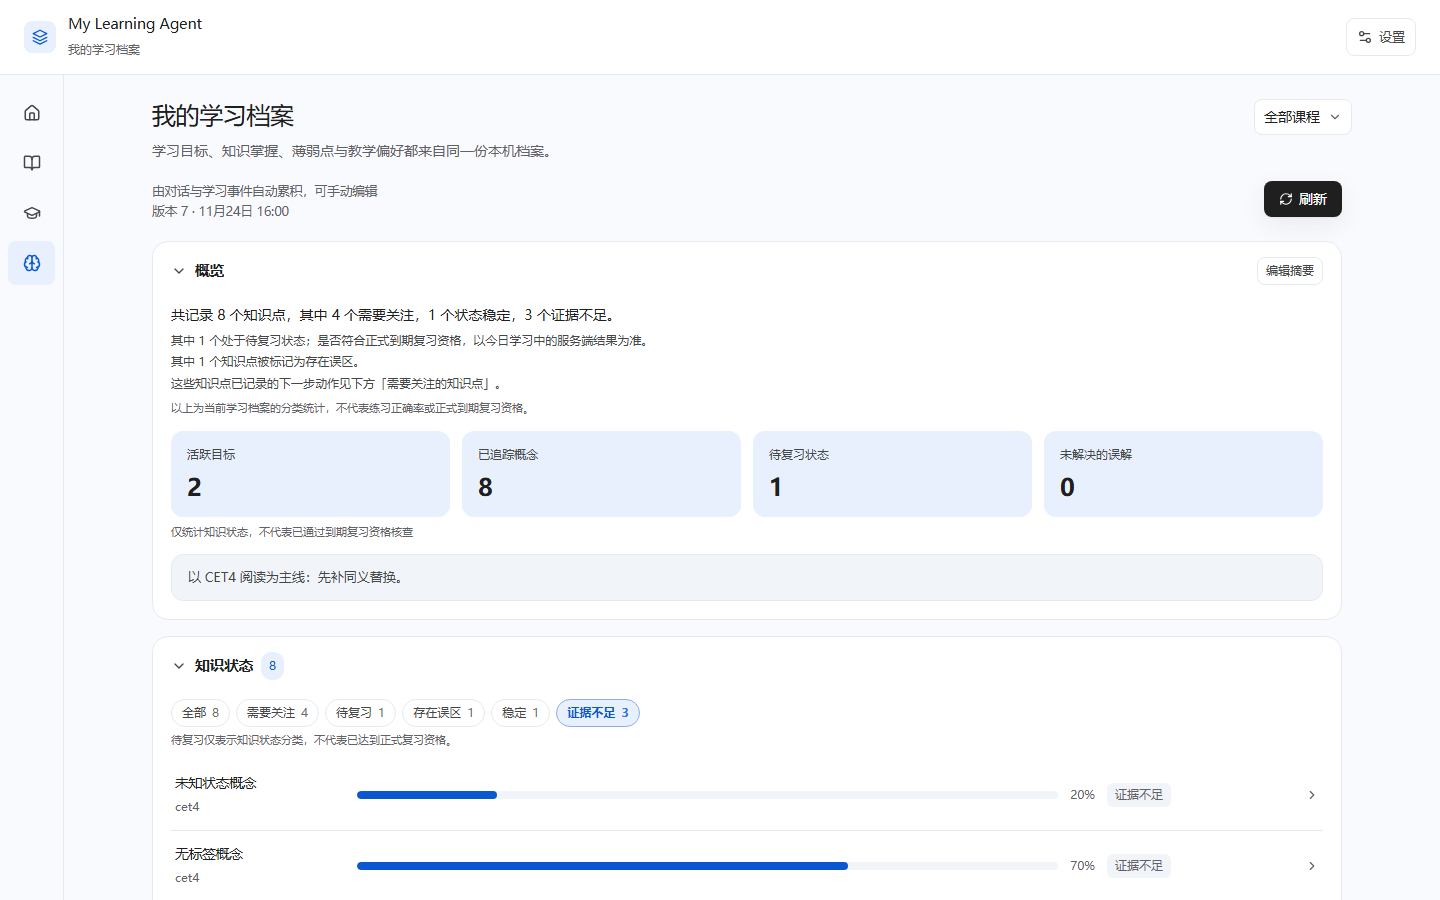 My Learning Agent
我的学习档案
设置
我的学习档案
全部课程
学习目标、知识掌握、薄弱点与教学偏好都来自同一份本机档案。
由对话与学习事件自动累积，可手动编辑
版本 7 · 11月24日 16:00
刷新
概览
编辑摘要
共记录 8 个知识点，其中 4 个需要关注，1 个状态稳定，3 个证据不足。
其中 1 个处于待复习状态；是否符合正式到期复习资格，以今日学习中的服务端结果为准。
其中 1 个知识点被标记为存在误区。
这些知识点已记录的下一步动作见下方「需要关注的知识点」。
以上为当前学习档案的分类统计，不代表练习正确率或正式到期复习资格。
活跃目标
2
已追踪概念
8
待复习状态
1
未解决的误解
0
仅统计知识状态，不代表已通过到期复习资格核查
以 CET4 阅读为主线：先补同义替换。
知识状态 8
全部 8 需要关注 4 待复习 1 存在误区 1 稳定 1 证据不足 3
待复习仅表示知识状态分类，不代表已达到正式复习资格。
未知状态概念
cet4
20% 证据不足
无标签概念
cet4
70% 证据不足